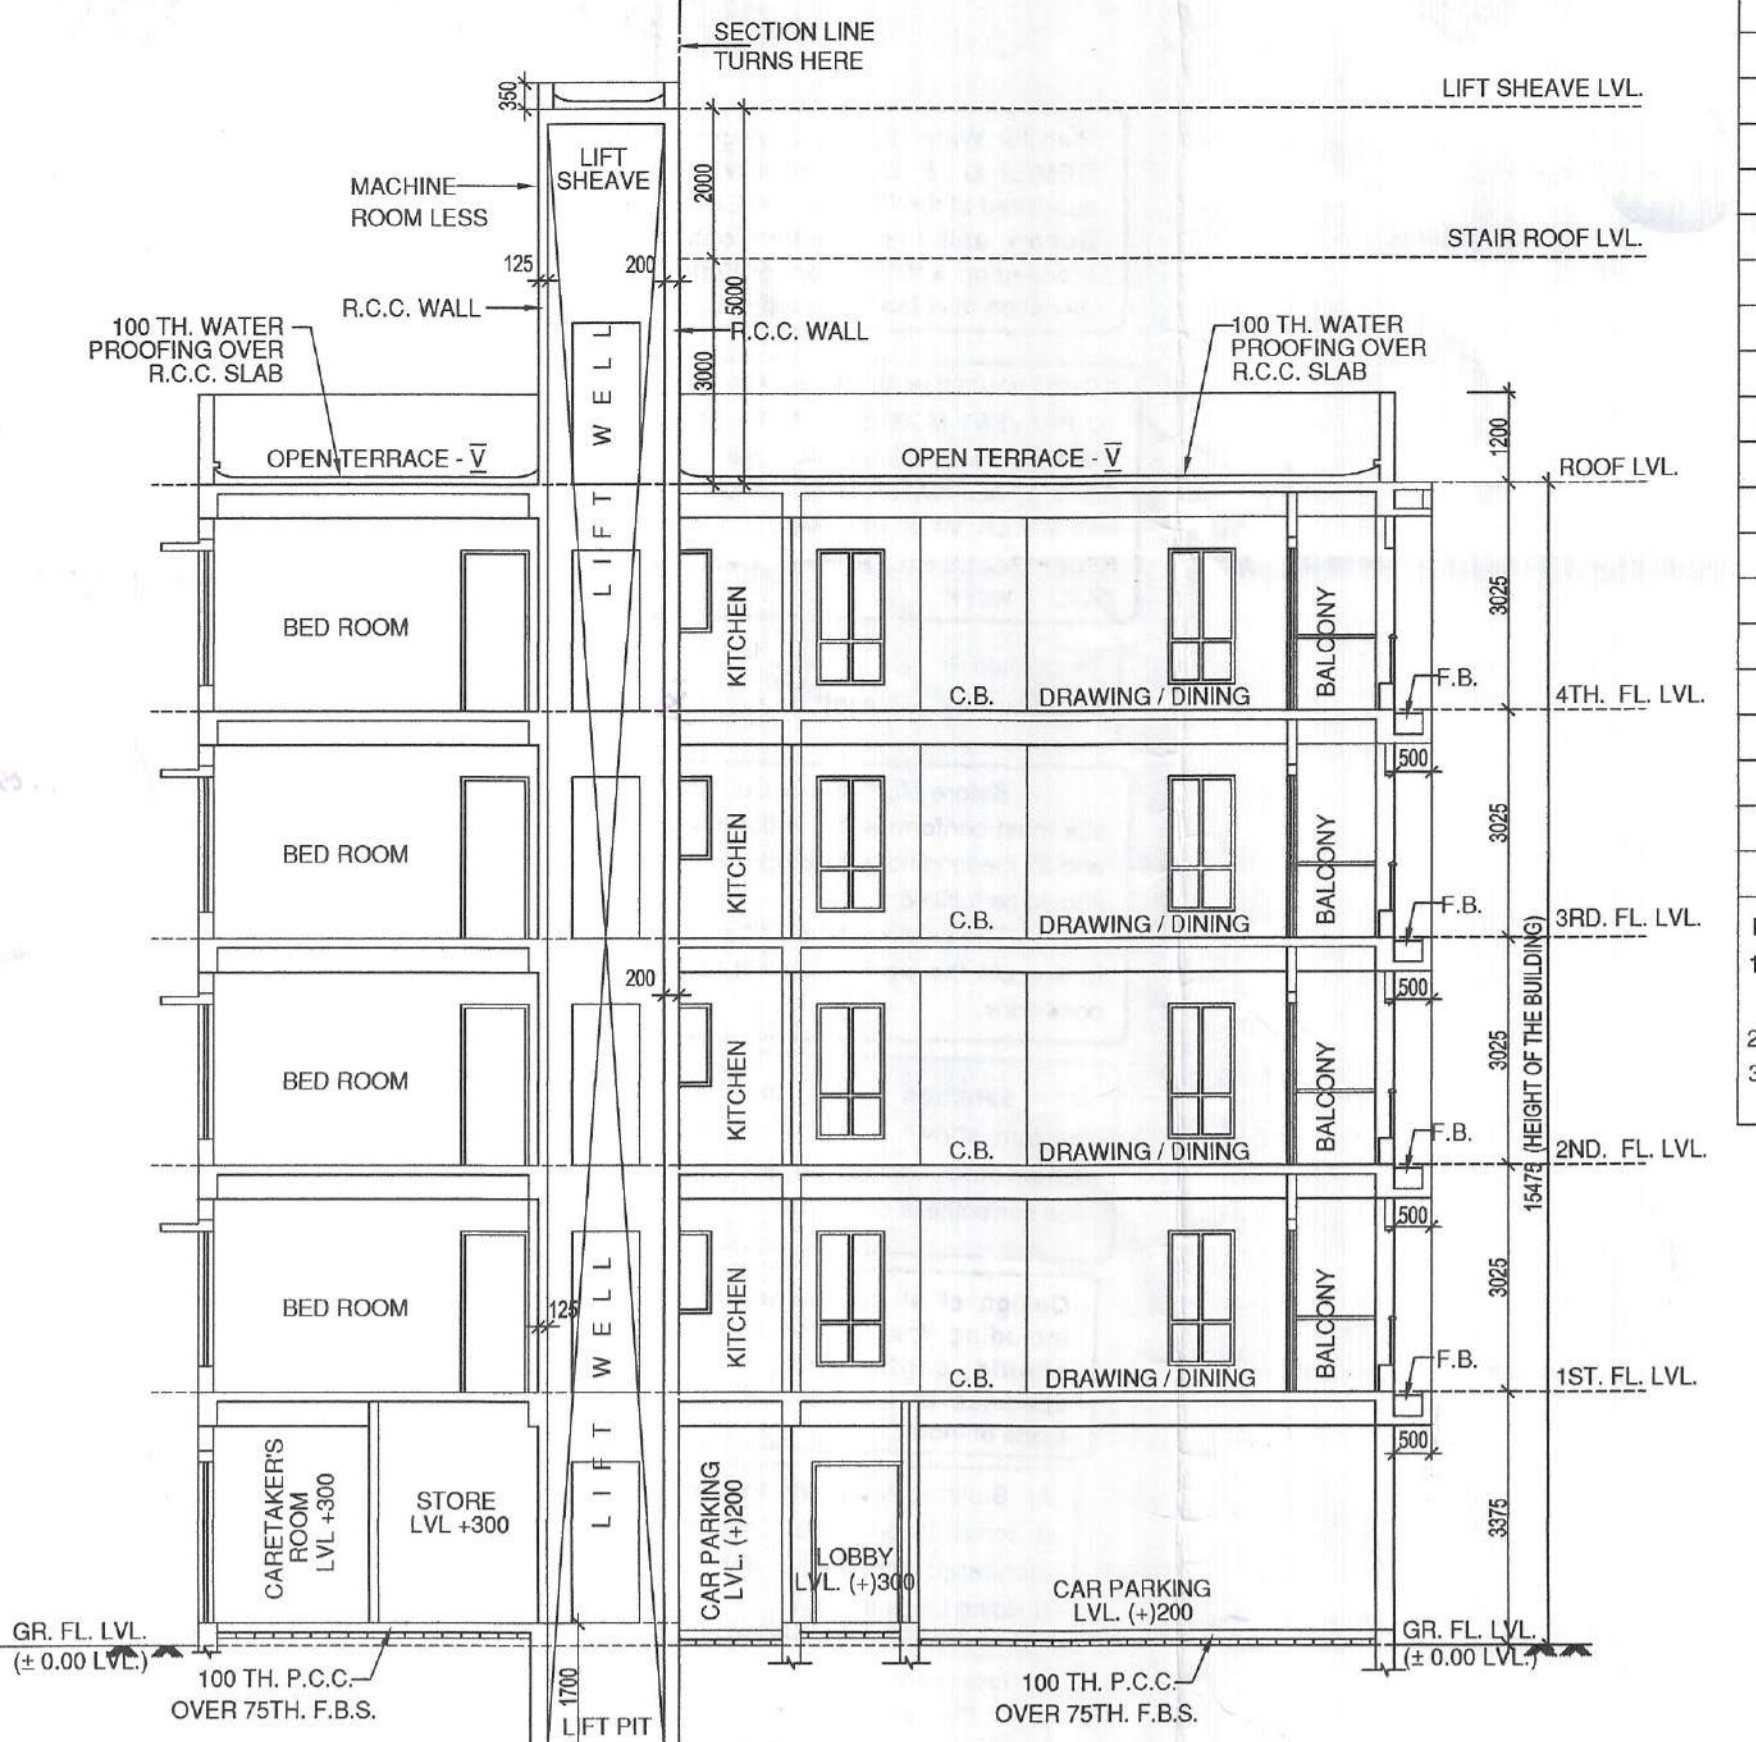 SECTION LINE
TURNS HERE
350
LIFT SHEAVE LVL.
LIFT
SHEAVE
MACHINE
ROOM LESS
2000
STAIR ROOF LVL.
125
200
5000
R.C.C. WALL
R.C.C. WALL
100 TH. WATER
PROOFING OVER
R.C.C. SLAB
100 TH. WATER
PROOFING OVER
R.C.C. SLAB
3000
1200
OPEN TERRACE - V
OPEN TERRACE - V
ROOF LVL.
LIFT WELL
BED ROOM
KITCHEN
C.B.
DRAWING / DINING
BALCONY
3025
F.B.
4TH. FL. LVL.
500
BED ROOM
KITCHEN
C.B.
DRAWING / DINING
BALCONY
3025
F.B.
3RD. FL. LVL.
200
500
BED ROOM
KITCHEN
C.B.
DRAWING / DINING
BALCONY
3025
15475 (HEIGHT OF THE BUILDING)
F.B.
2ND. FL. LVL.
500
BED ROOM
125
LIFT WELL
KITCHEN
C.B.
DRAWING / DINING
BALCONY
3025
F.B.
1ST. FL. LVL.
500
CARETAKER'S
ROOM
LVL +300
STORE
LVL +300
CAR PARKING
LVL. (+)200
LOBBY
LVL. (+)300
CAR PARKING
LVL. (+)200
3375
GR. FL. LVL.
(± 0.00 LVL.)
GR. FL. LVL.
(± 0.00 LVL.)
100 TH. P.C.C.
OVER 75TH. F.B.S.
1700
LIFT PIT
100 TH. P.C.C.
OVER 75TH. F.B.S.
1
2
3